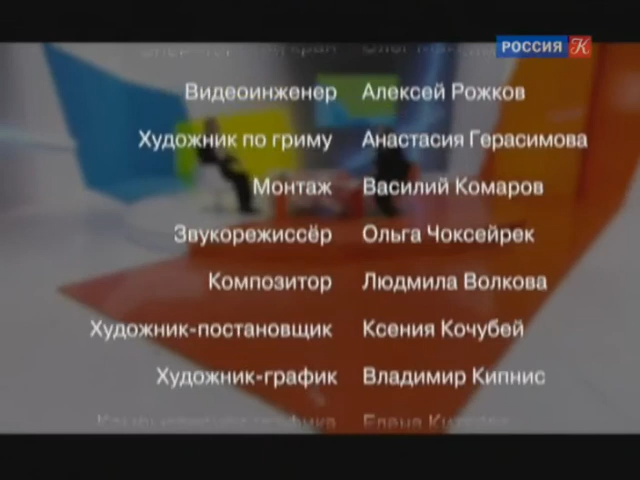 РОССИЯ К
Видеоинженер Алексей Рожков
Художник по гриму Анастасия Герасимова
Монтаж Василий Комаров
Звукорежиссёр Ольга Чоксейрек
Композитор Людмила Волкова
Художник-постановщик Ксения Кочубей
Художник-график Владимир Кипнис
Елена